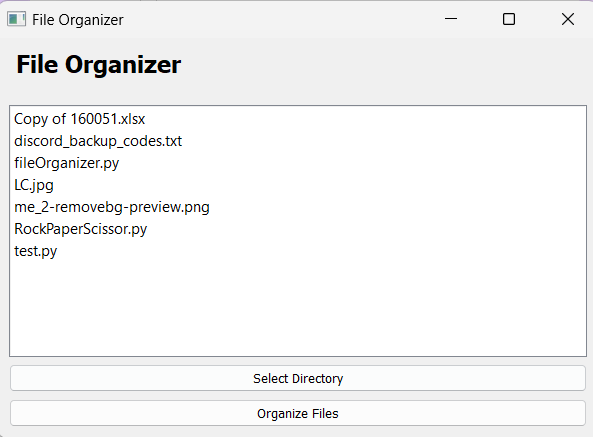 File Organizer
File Organizer
Copy of 160051.xlsx
discord_backup_codes.txt
fileOrganizer.py
LC.jpg
me_2-removebg-preview.png
RockPaperScissor.py
test.py
Select Directory
Organize Files